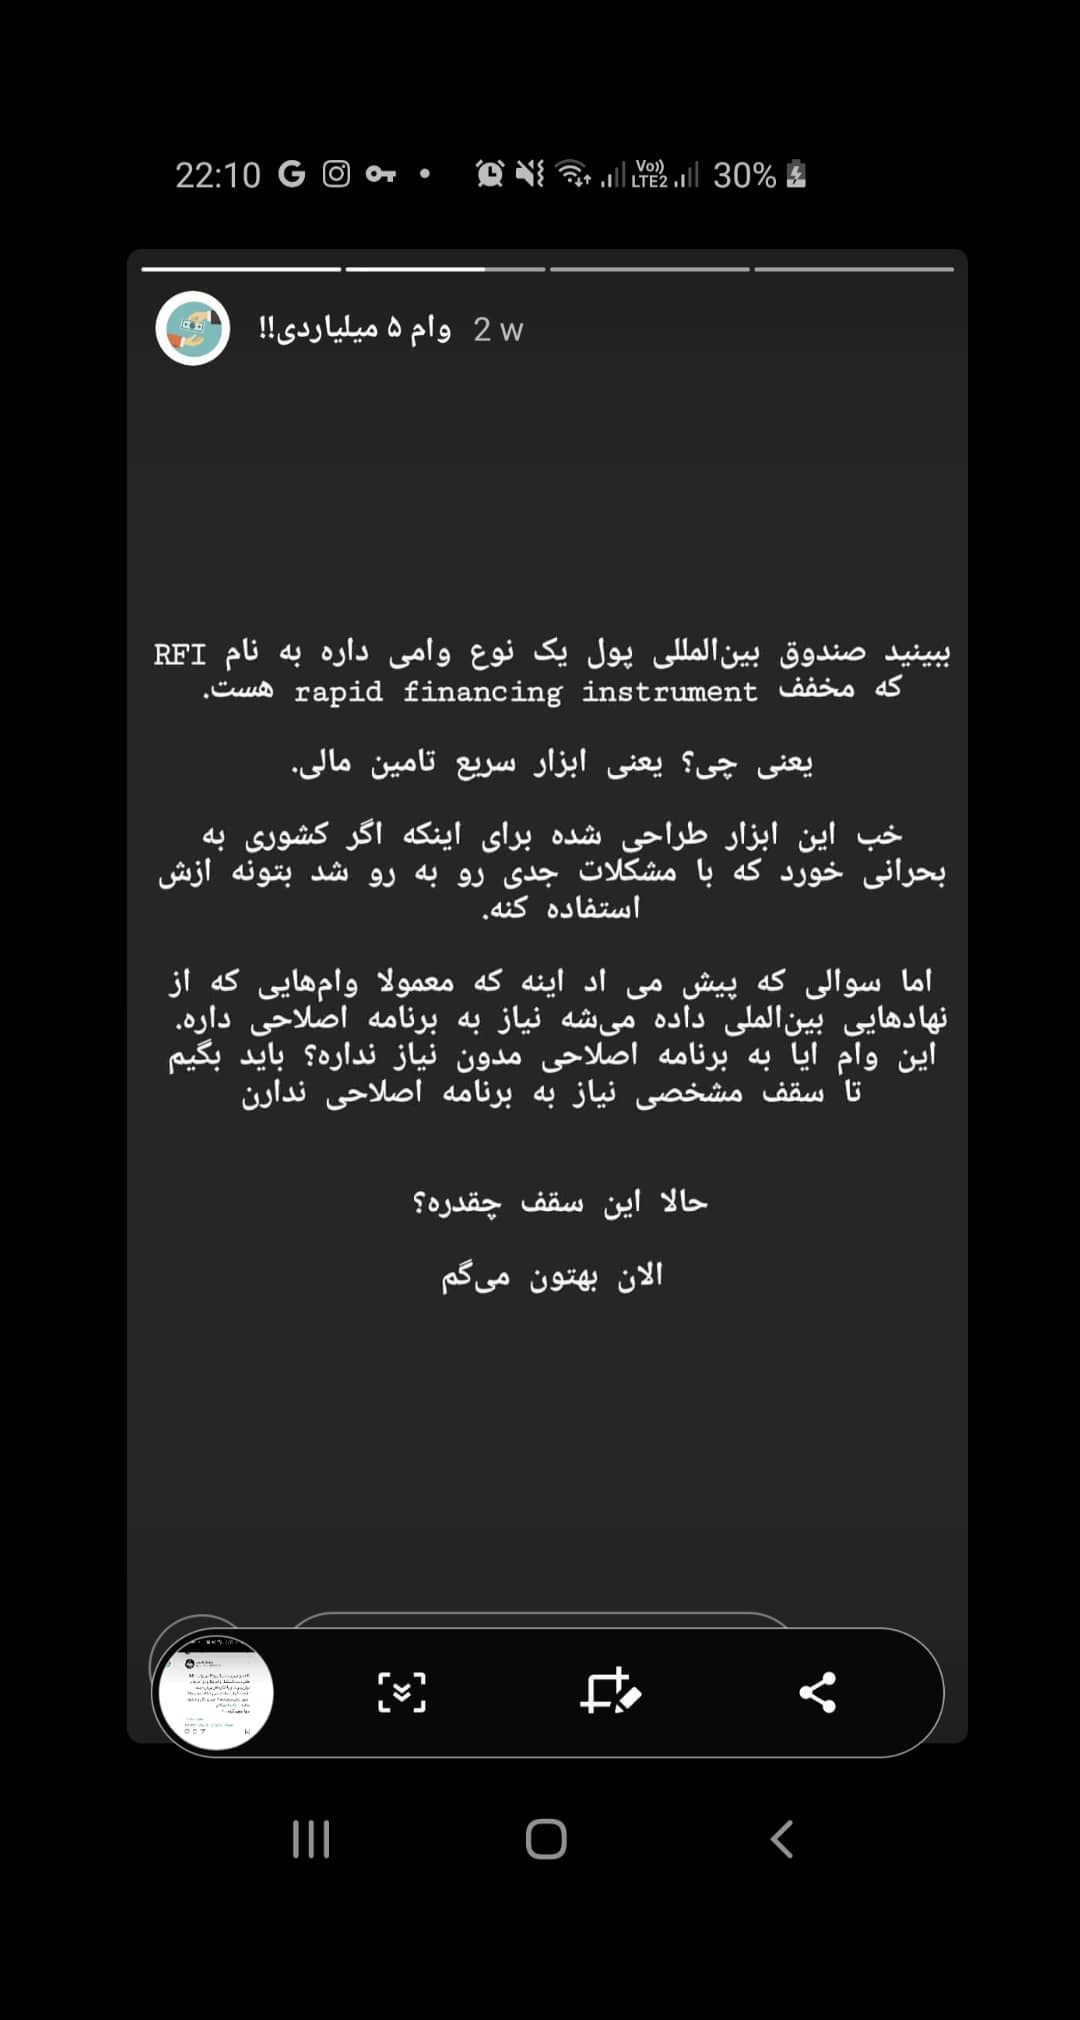 22:10
Vo))
LTE2
30%
وام ۵ میلیاردی!! 2 w
ببینید صندوق بین‌المللی پول یک نوع وامی داره به نام RFI
که مخفف rapid financing instrument هست.
یعنی چی؟ یعنی ابزار سریع تامین مالی.
خب این ابزار طراحی شده برای اینکه اگر کشوری به
بحرانی خورد که با مشکلات جدی رو به رو شد بتونه ازش
استفاده کنه.
اما سوالی که پیش می اد اینه که معمولا وام‌هایی که از
نهادهایی بین‌الملی داده می‌شه نیاز به برنامه اصلاحی داره.
این وام ایا به برنامه اصلاحی مدون نیاز نداره؟ باید بگیم
تا سقف مشخصی نیاز به برنامه اصلاحی ندارن
حالا این سقف چقدره؟
الان بهتون می‌گم